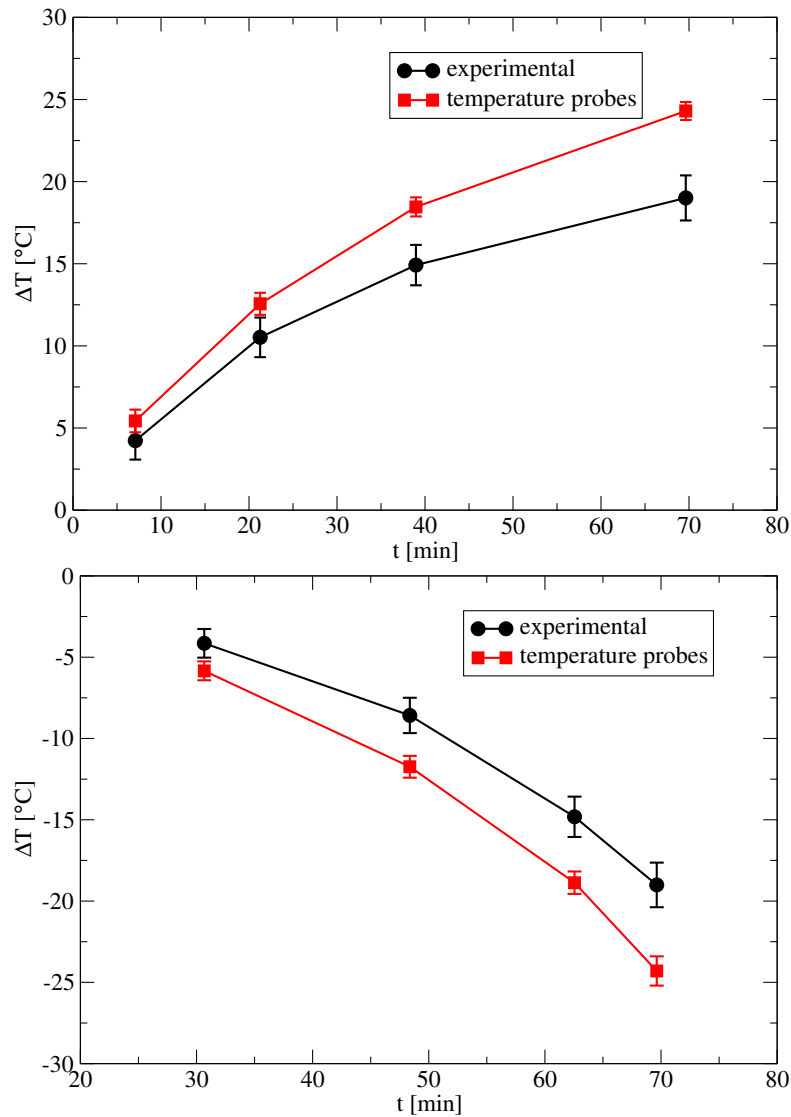 30
25
20
15
10
5
0
ΔT [°C]
experimental
temperature probes
0 10 20 30 40 50 60 70 80
t [min]
0
-5
-10
-15
-20
-25
-30
ΔT [°C]
experimental
temperature probes
20 30 40 50 60 70 80
t [min]